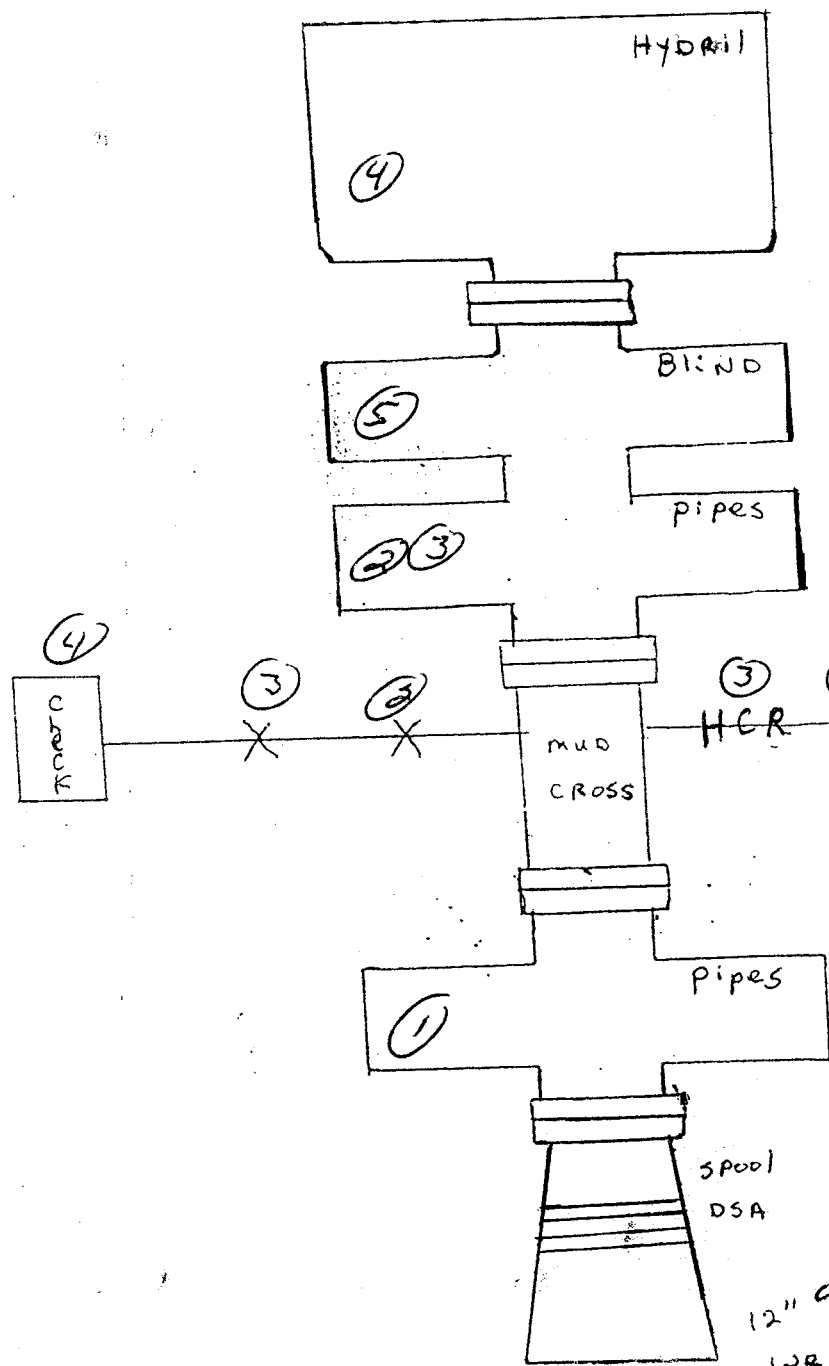 HYDRIl
④
BliND
⑤
pipes
② ③
④
③
②
③
HCR
MUD
CROSS
pipes
①
SPOOl
DSA
12"